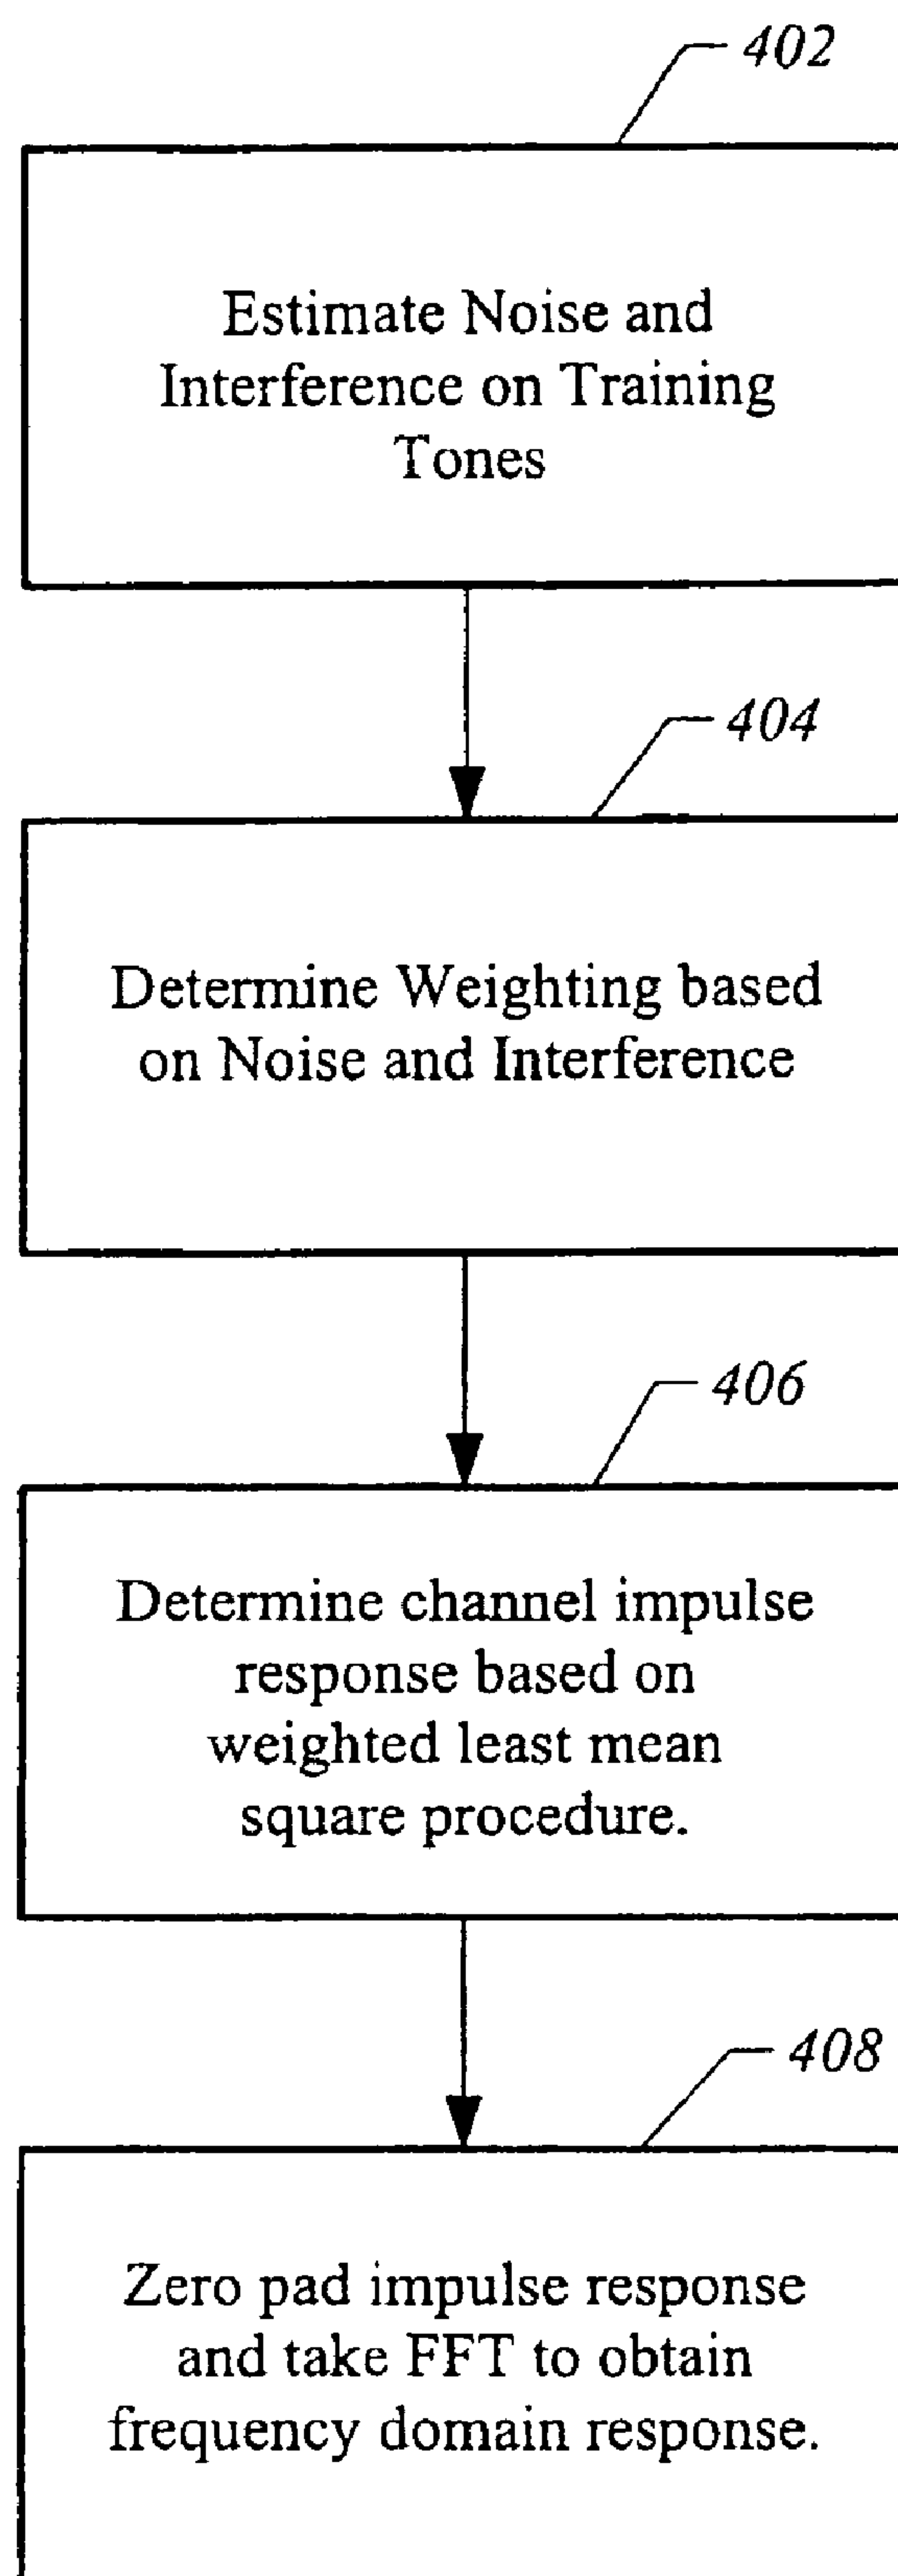 402
Estimate Noise and
Interference on Training
Tones
404
Determine Weighting based
on Noise and Interference
406
Determine channel impulse
response based on
weighted least mean
square procedure.
408
Zero pad impulse response
and take FFT to obtain
frequency domain response.